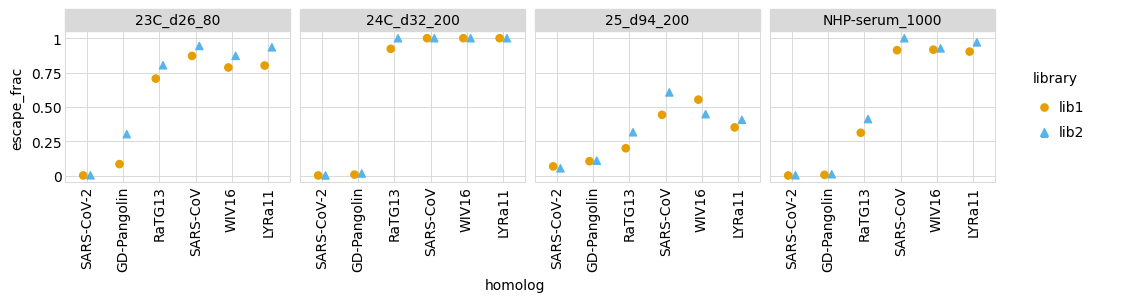 23C_d26_80
24C_d32_200
25_d94_200
NHP-serum_1000
escape_frac
1
0.75
0.50
0.25
0
SARS-CoV-2
GD-Pangolin
RaTG13
SARS-CoV
WIV16
LYRa11
SARS-CoV-2
GD-Pangolin
RaTG13
SARS-CoV
WIV16
LYRa11
SARS-CoV-2
GD-Pangolin
RaTG13
SARS-CoV
WIV16
LYRa11
SARS-CoV-2
GD-Pangolin
RaTG13
SARS-CoV
WIV16
LYRa11
homolog
library
lib1
lib2